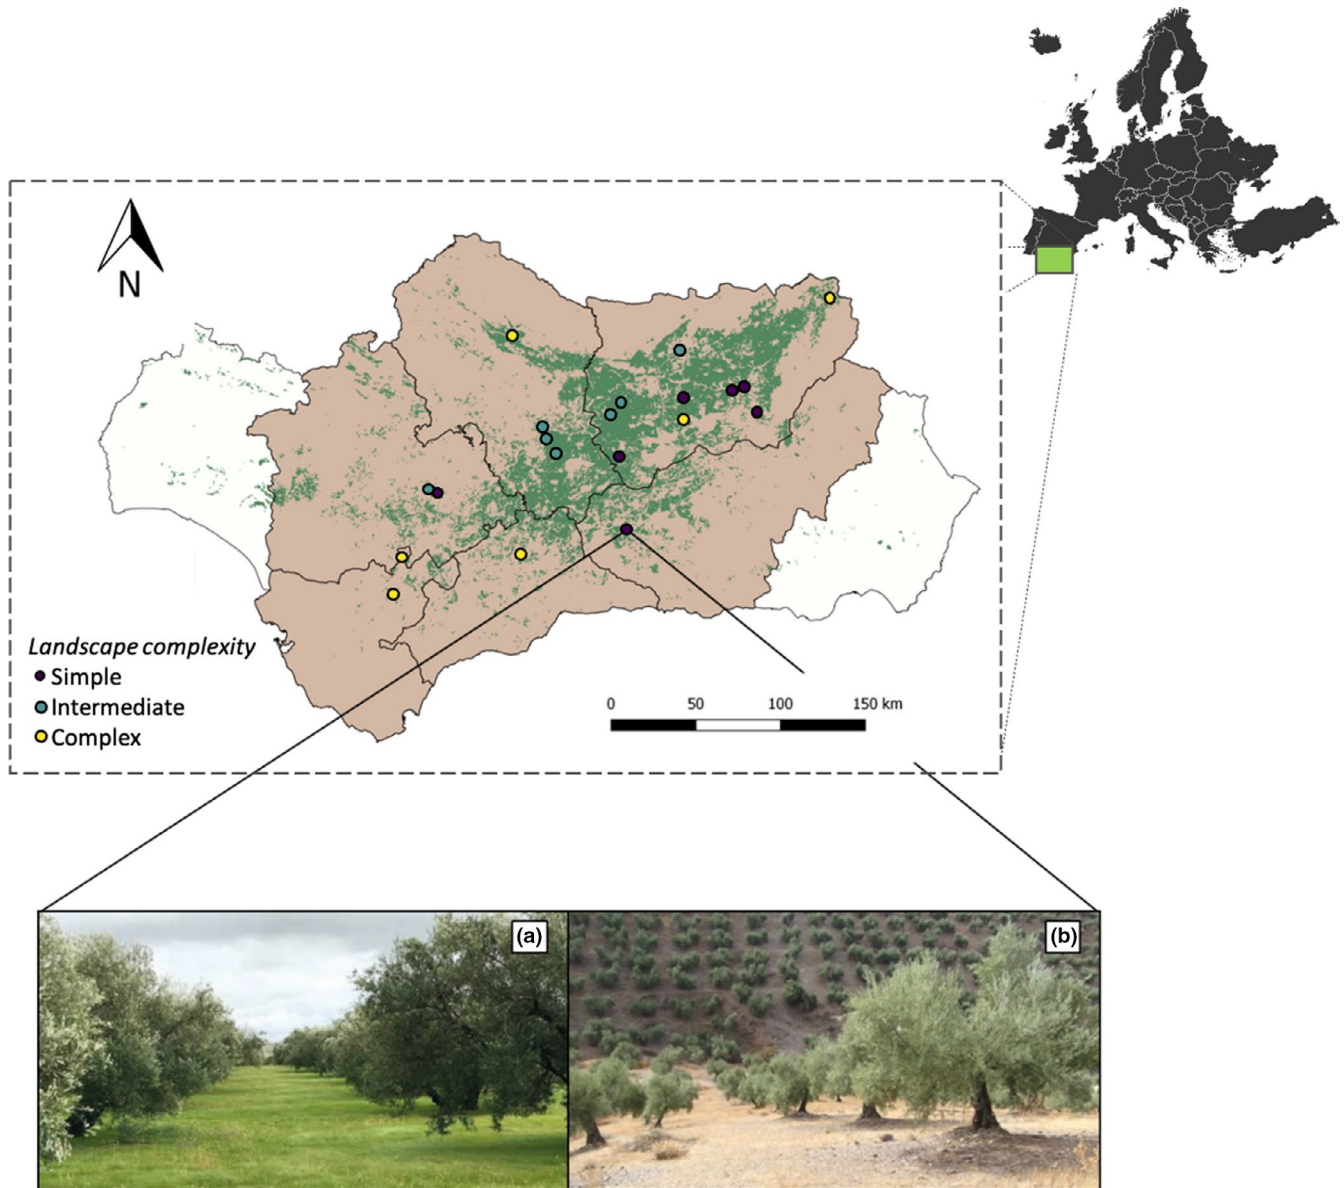 N
Landscape complexity
Simple
Intermediate
Complex
0 50 100 150 km
(a)
(b)